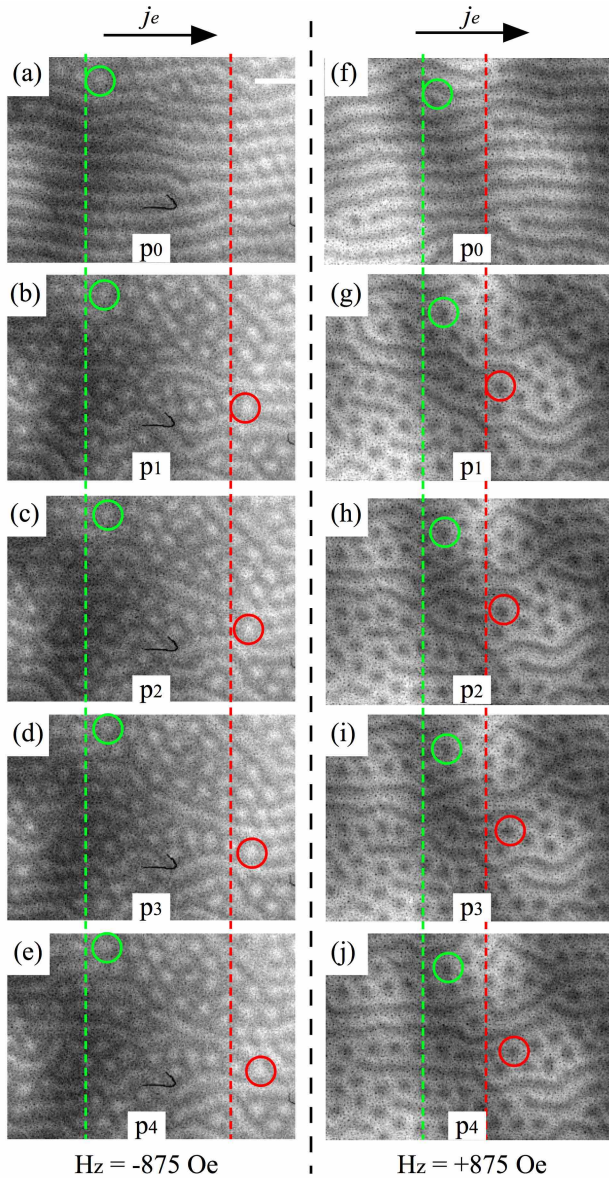 je
je
(a)
p0
(f)
p0
(b)
p1
(g)
p1
(c)
p2
(h)
p2
(d)
p3
(i)
p3
(e)
p4
(j)
p4
Hz = -875 Oe
Hz = +875 Oe